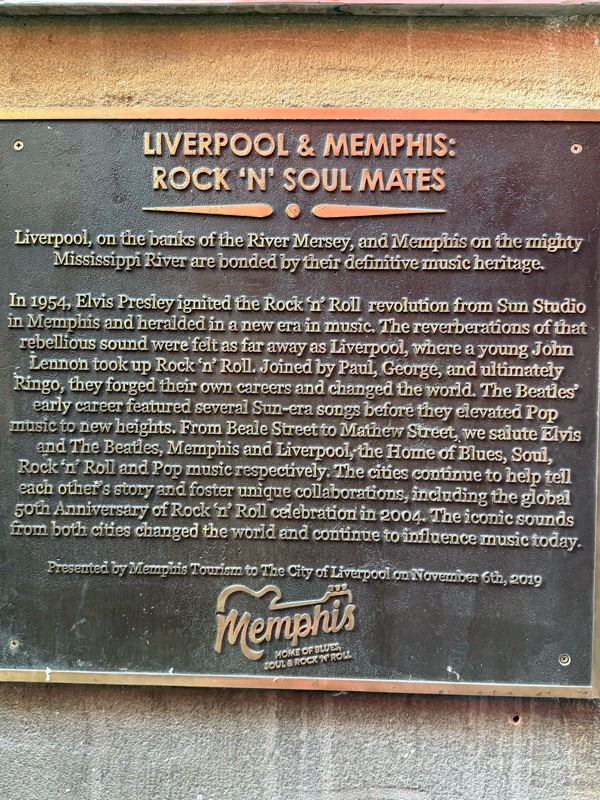 LIVERPOOL & MEMPHIS:
ROCK ‘N’ SOUL MATES
Liverpool, on the banks of the River Mersey, and Memphis on the mighty
Mississippi River are bonded by their definitive music heritage.
In 1954, Elvis Presley ignited the Rock ‘n’ Roll revolution from Sun Studio
in Memphis and heralded in a new era in music. The reverberations of that
rebellious sound were felt as far away as Liverpool, where a young John
Lennon took up Rock ‘n’ Roll. Joined by Paul, George, and ultimately
Ringo, they forged their own careers and changed the world. The Beatles’
early career featured several Sun-era songs before they elevated Pop
music to new heights. From Beale Street to Mathew Street, we salute Elvis
and The Beatles, Memphis and Liverpool, the Home of Blues, Soul,
Rock ‘n’ Roll and Pop music respectively. The cities continue to help tell
each other’s story and foster unique collaborations, including the global
50th Anniversary of Rock ‘n’ Roll celebration in 2004. The iconic sounds
from both cities changed the world and continue to influence music today.
Presented by Memphis Tourism to The City of Liverpool on November 6th, 2019
Memphis
HOME OF BLUES,
SOUL & ROCK ‘N’ ROLL